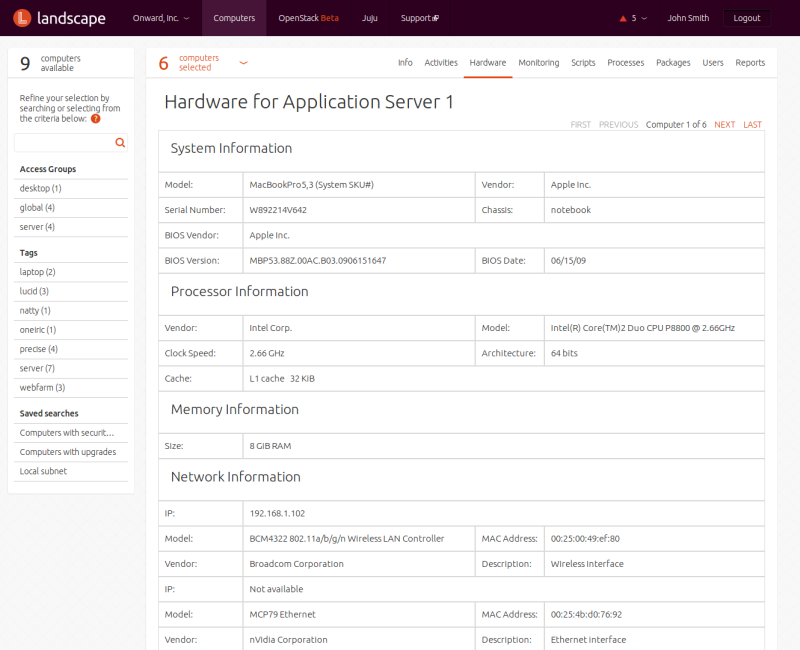 landscape
Onward, Inc.
Computers
OpenStack Beta
Juju
Support
5
John Smith
Logout
9 computers available
Refine your selection by
searching or selecting from
the criteria below: ?
Access Groups
desktop (1)
global (4)
server (4)
Tags
laptop (2)
lucid (3)
natty (1)
oneiric (1)
precise (4)
server (7)
webfarm (3)
Saved searches
Computers with securit...
Computers with upgrades
Local subnet
6 computers selected
Info Activities Hardware Monitoring Scripts Processes Packages Users Reports
Hardware for Application Server 1
FIRST PREVIOUS Computer 1 of 6 NEXT LAST
System Information
Model: MacBookPro5,3 (System SKU#) Vendor: Apple Inc.
Serial Number: W892214V642 Chassis: notebook
BIOS Vendor: Apple Inc.
BIOS Version: MBP53.88Z.00AC.B03.0906151647 BIOS Date: 06/15/09
Processor Information
Vendor: Intel Corp. Model: Intel(R) Core(TM)2 Duo CPU P8800 @ 2.66GHz
Clock Speed: 2.66 GHz Architecture: 64 bits
Cache: L1 cache 32 KiB
Memory Information
Size: 8 GiB RAM
Network Information
IP: 192.168.1.102
Model: BCM4322 802.11a/b/g/n Wireless LAN Controller MAC Address: 00:25:00:49:ef:80
Vendor: Broadcom Corporation Description: Wireless interface
IP: Not available
Model: MCP79 Ethernet MAC Address: 00:25:4b:d0:76:92
Vendor: nVidia Corporation Description: Ethernet interface